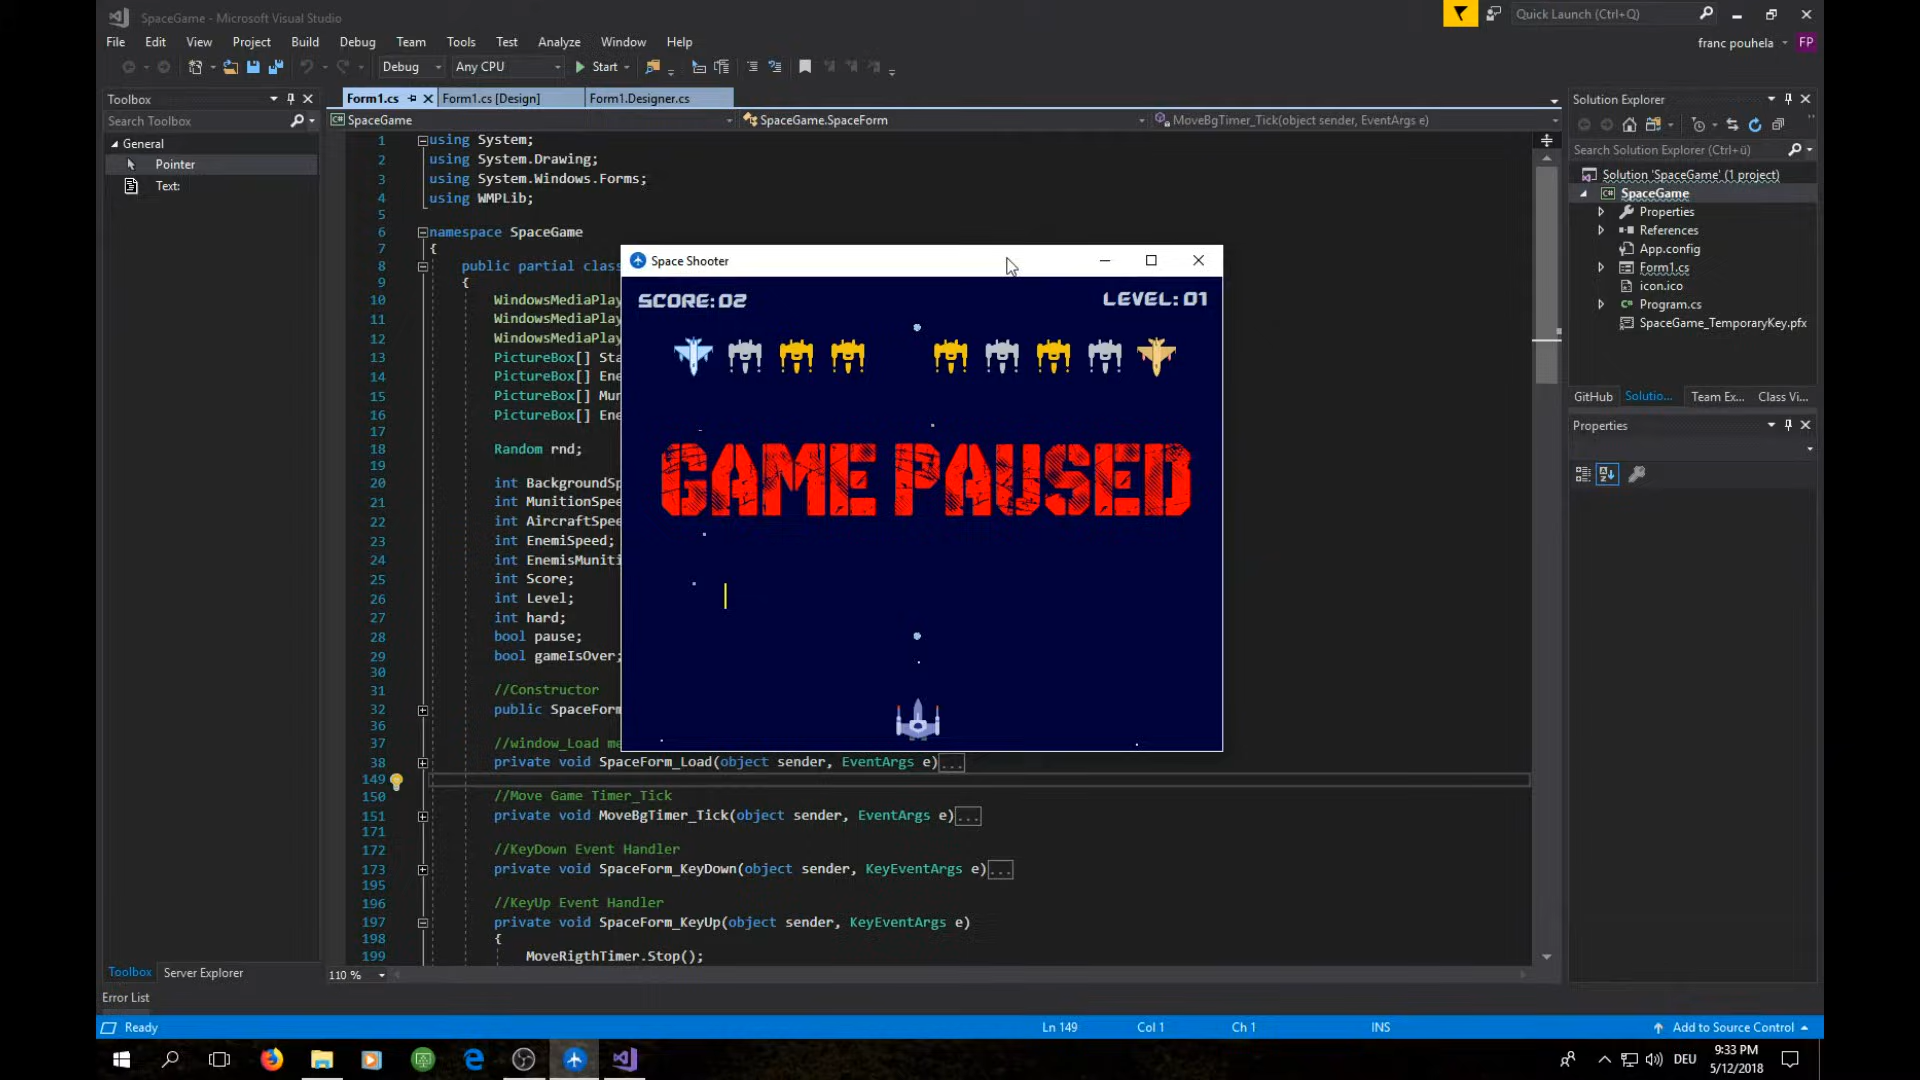 SpaceGame - Microsoft Visual Studio
Quick Launch (Ctrl+Q)
File Edit View Project Build Debug Team Tools Test Analyze Window Help
franc pouhela FP
Debug Any CPU Start
Toolbox
Form1.cs Form1.cs [Design] Form1.Designer.cs
Solution Explorer
Search Toolbox
SpaceGame SpaceGame.SpaceForm MoveBgTimer_Tick(object sender, EventArgs e)
General
Pointer
Text:
1 using System;
2 using System.Drawing;
3 using System.Windows.Forms;
4 using WMPLib;
5
6 namespace SpaceGame
7 {
8 public partial class
9 {
10 WindowsMediaPlay
11 WindowsMediaPlay
12 WindowsMediaPlay
13 PictureBox[] Sta
14 PictureBox[] Ene
15 PictureBox[] Mun
16 PictureBox[] Ene
17
18 Random rnd;
19
20 int BackgroundSp
21 int MunitionSpee
22 int AircraftSpee
23 int EnemiSpeed;
24 int EnemisMuniti
25 int Score;
26 int Level;
27 int hard;
28 bool pause;
29 bool gameIsOver;
30
31 //Constructor
32 public SpaceForm
36
37 //window_Load me
38 private void SpaceForm_Load(object sender, EventArgs e)...
149
150 //Move Game Timer_Tick
151 private void MoveBgTimer_Tick(object sender, EventArgs e)...
171
172 //KeyDown Event Handler
173 private void SpaceForm_KeyDown(object sender, KeyEventArgs e)...
195
196 //KeyUp Event Handler
197 private void SpaceForm_KeyUp(object sender, KeyEventArgs e)
198 {
199 MoveRigthTimer.Stop();
Space Shooter
SCORE:02 LEVEL:01
GAME PAUSED
Search Solution Explorer (Ctrl+ü)
Solution 'SpaceGame' (1 project)
SpaceGame
Properties
References
App.config
Form1.cs
icon.ico
Program.cs
SpaceGame_TemporaryKey.pfx
GitHub Solutio... Team Ex... Class Vi...
Properties
Toolbox Server Explorer
110 %
Error List
Ready Ln 149 Col 1 Ch 1 INS Add to Source Control
DEU
9:33 PM
5/12/2018